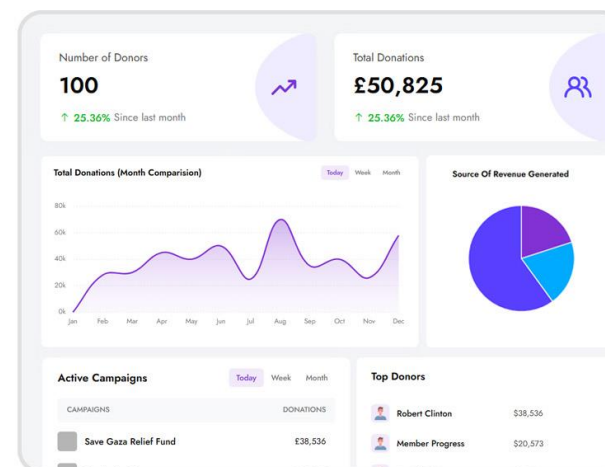 Number of Donors
100
↑ 25.36% Since last month
Total Donations
£50,825
↑ 25.36% Since last month
Total Donations (Month Comparision)
Today Week Month
80k
60k
40k
20k
0k
Jan Feb Mar Apr May Jun Jul Aug Sep Oct Nov Dec
Source Of Revenue Generated
Active Campaigns
Today Week Month
CAMPAIGNS DONATIONS
Save Gaza Relief Fund £38,536
Top Donors
Robert Clinton $38,536
Member Progress $20,573